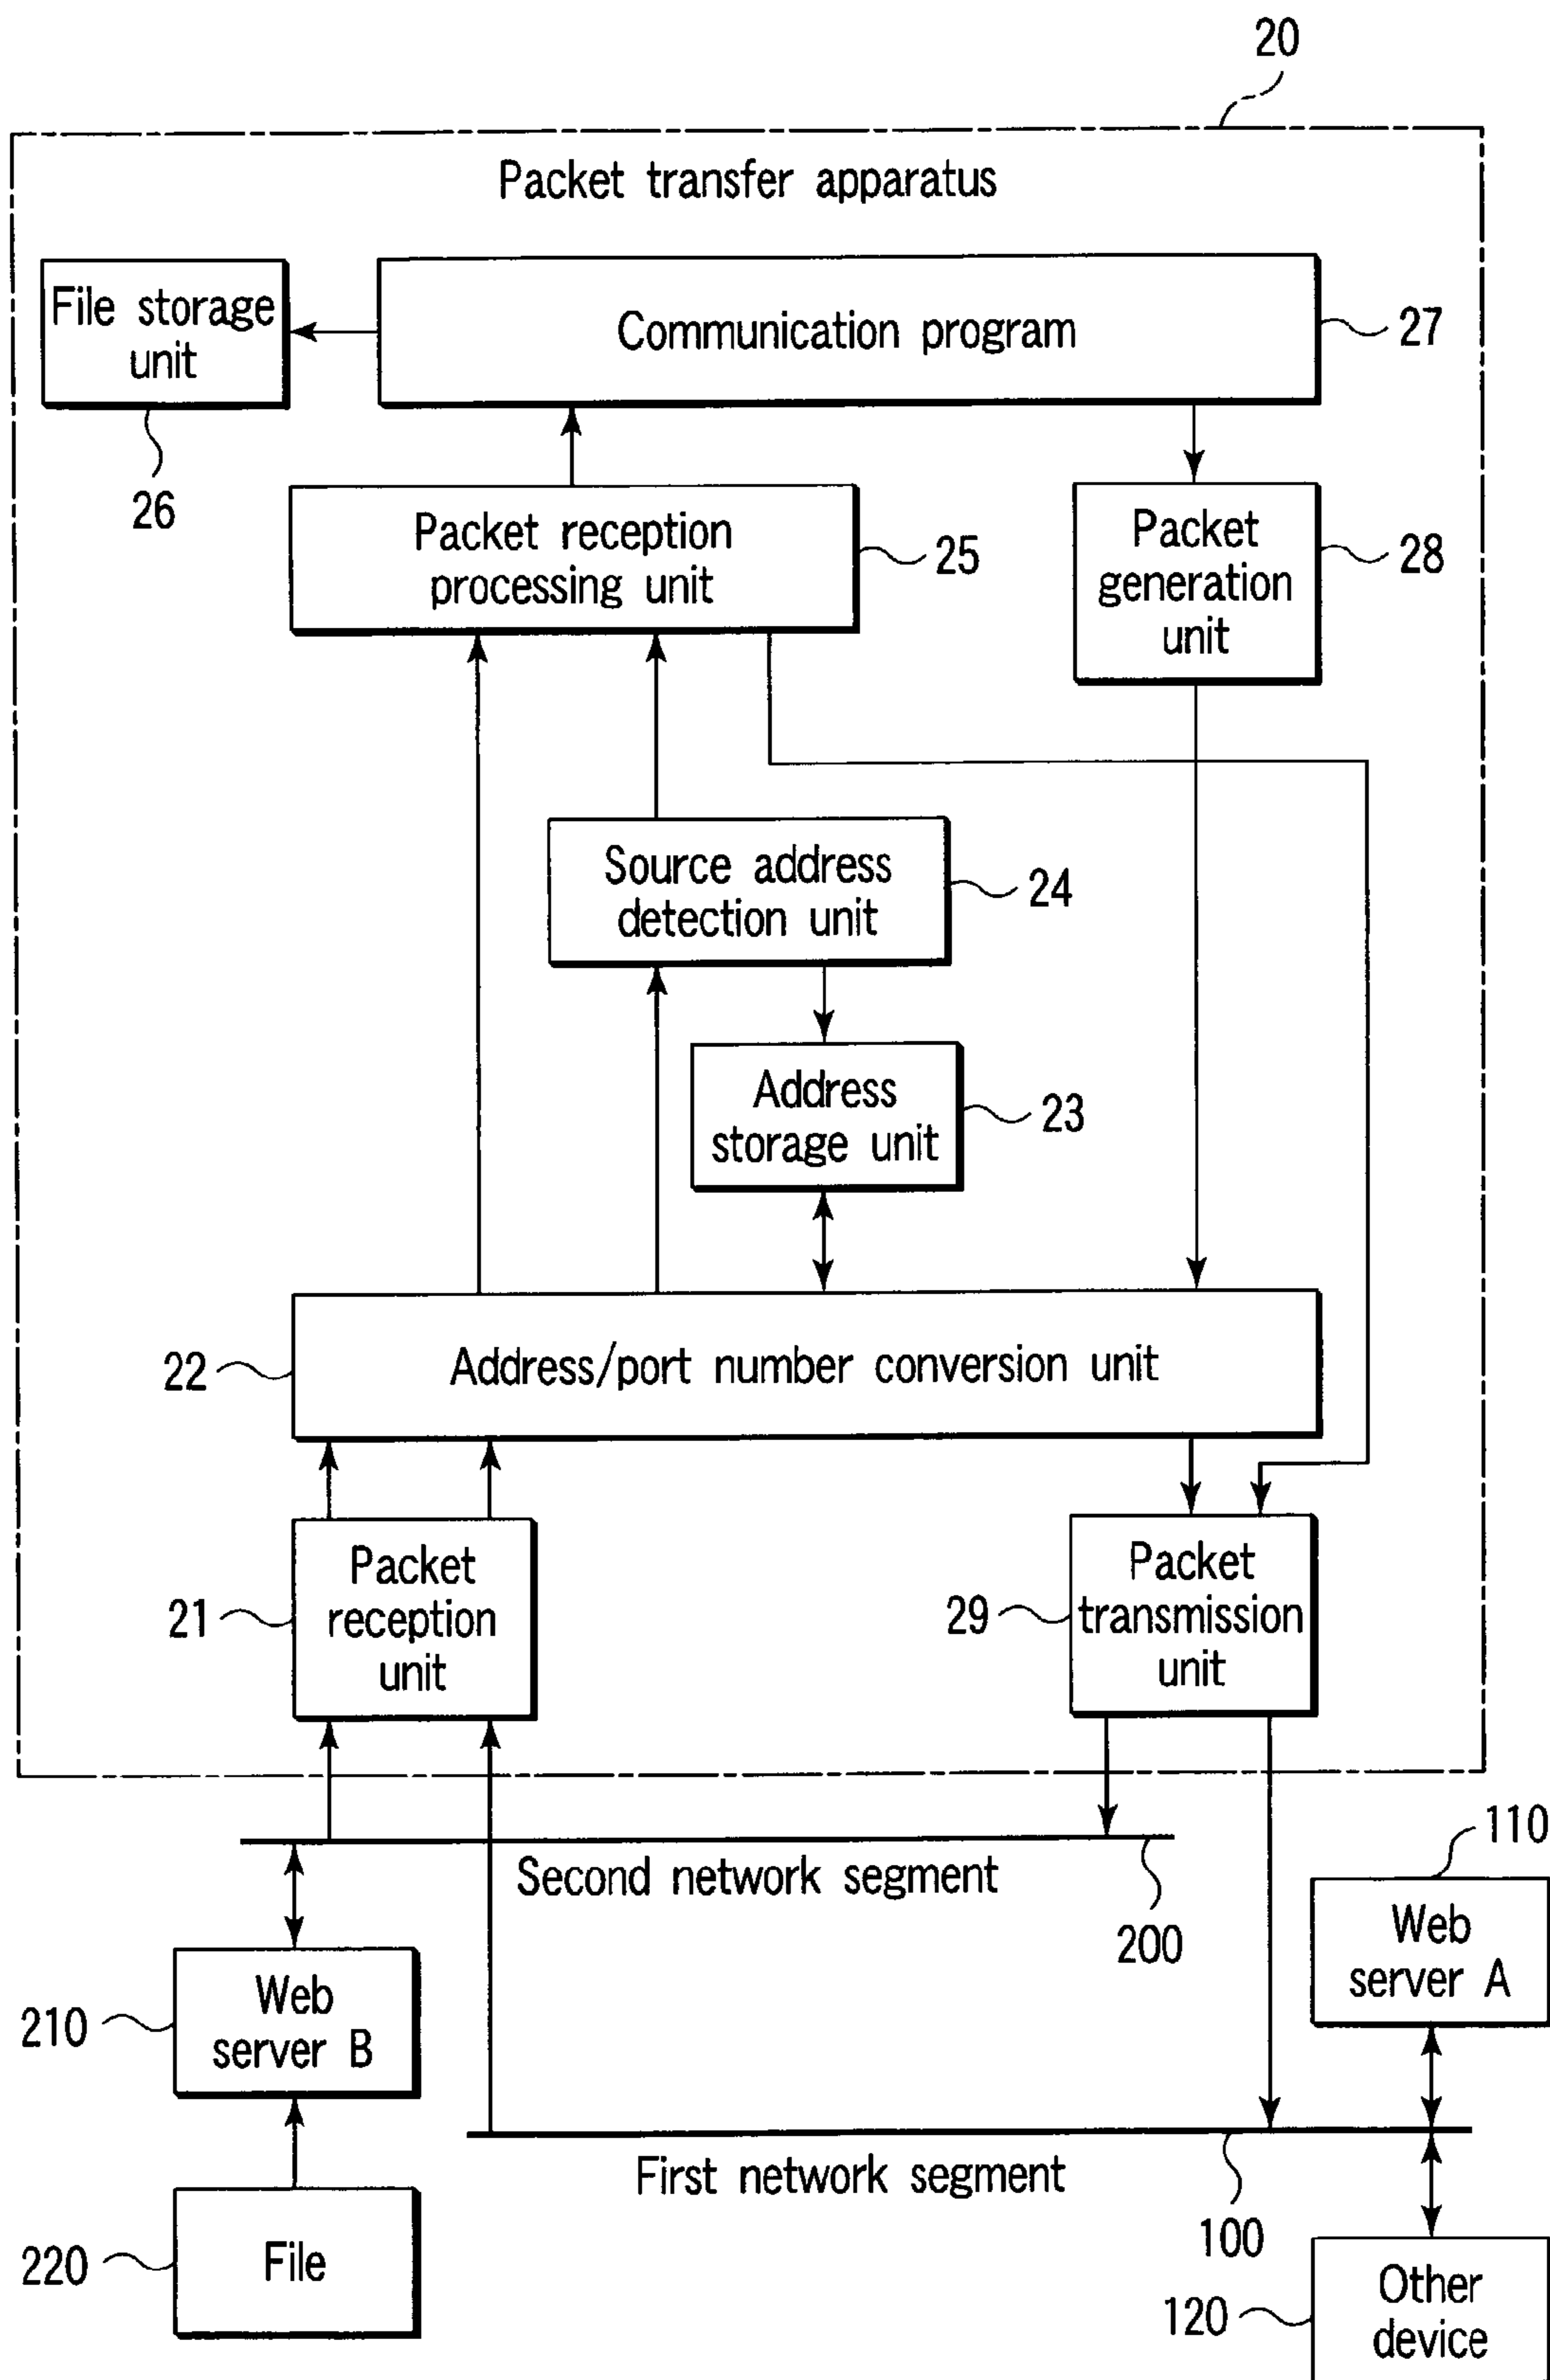 20
Packet transfer apparatus
File storage
unit
26
Communication program
27
Packet reception
processing unit
25
Packet
generation
unit
28
Source address
detection unit
24
Address
storage unit
23
22
Address/port number conversion unit
21
Packet
reception
unit
29
Packet
transmission
unit
Second network segment
200
110
Web
server A
210
Web
server B
First network segment
100
220
File
120
Other
device